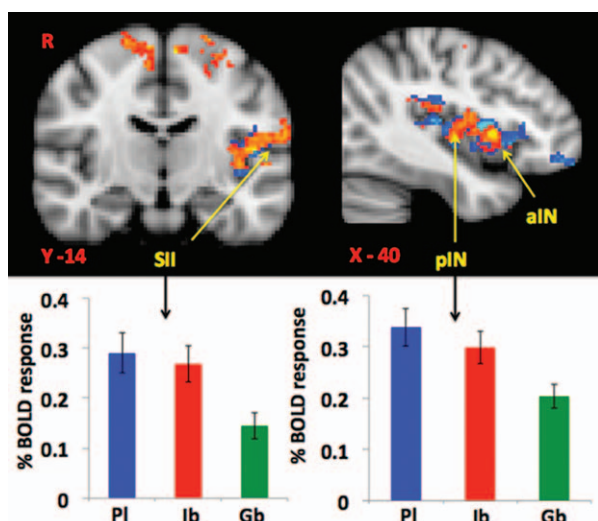 R
Y -14
SII
X - 40
pIN
aIN
% BOLD response
0.4
0.3
0.2
0.1
0
Pl
Ib
Gb
% BOLD response
0.4
0.3
0.2
0.1
0
Pl
Ib
Gb